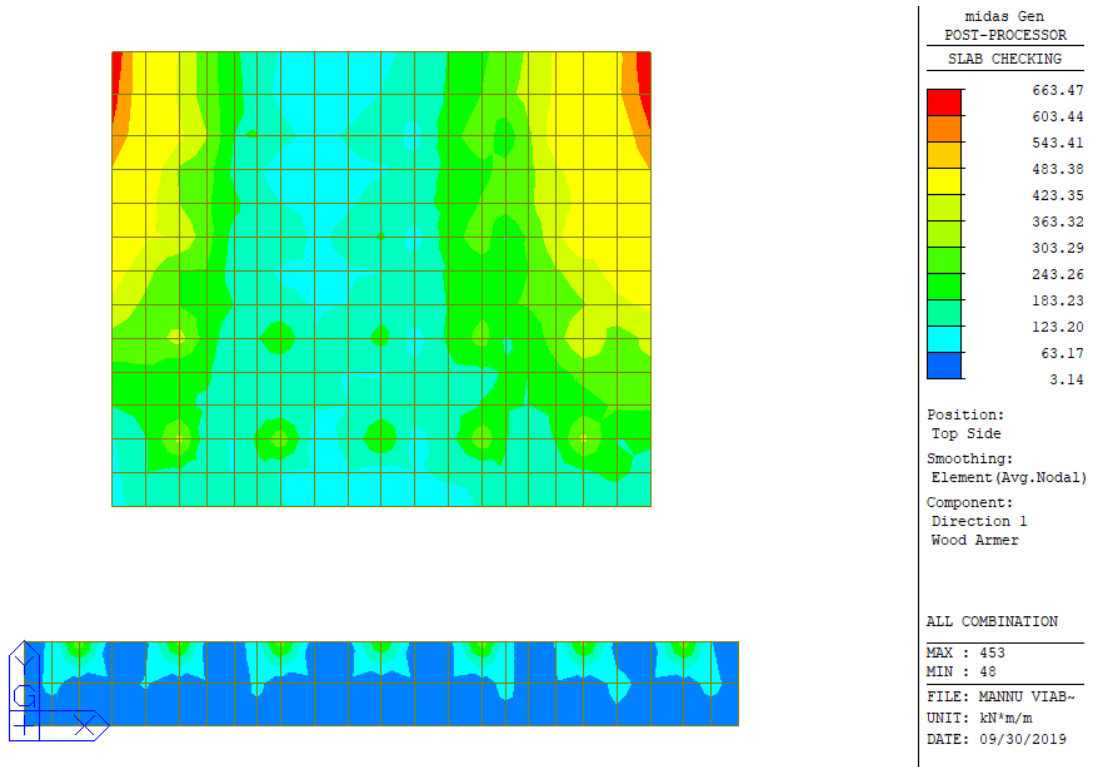 midas Gen
POST-PROCESSOR
SLAB CHECKING
663.47
603.44
543.41
483.38
423.35
363.32
303.29
243.26
183.23
123.20
63.17
3.14
Position:
Top Side
Smoothing:
Element(Avg.Nodal)
Component:
Direction 1
Wood Armer
ALL COMBINATION
MAX : 453
MIN : 48
FILE: MANNU VIAB~
UNIT: kN*m/m
DATE: 09/30/2019
Y
G
X